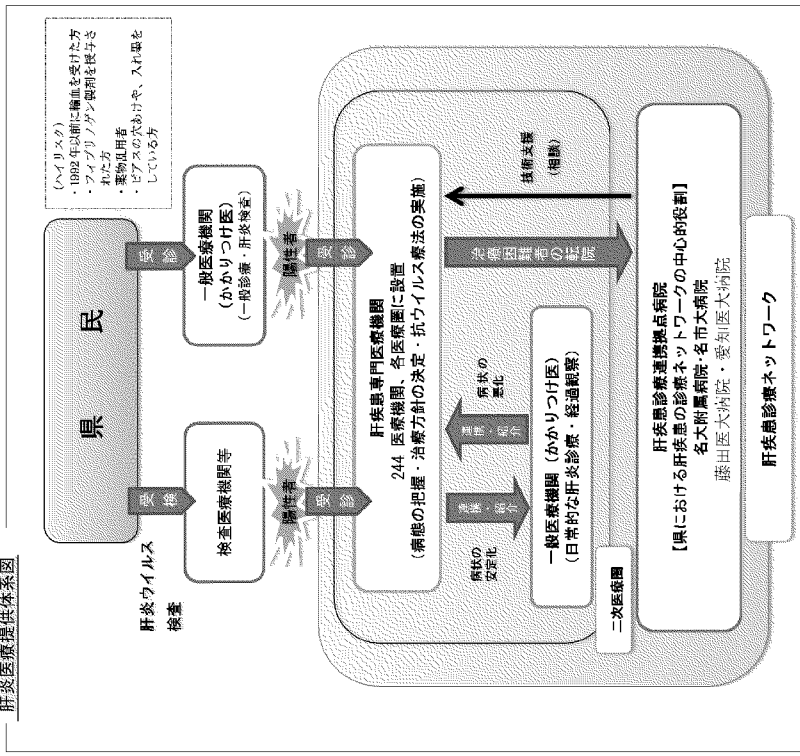 肝炎医療提供体系図
県　民
(ハイリスク)
・1992年以前に輸血を受けた方
・フィブリノゲン製剤を投与さ
れた方
・薬物乱用者
・ピアスの穴あけや、入れ墨を
している方
受検
肝炎ウイルス
検査
受診
検査医療機関等
一般医療機関
(かかりつけ医)
(一般診療・肝炎検査)
陽性者
陽性者
受診
受診
肝疾患専門医療機関
244 医療機関、各医療圏に設置
(病態の把握・治療方針の決定・抗ウイルス療法の実施)
病状の
安定化
連携・紹介
連携・紹介
病状の
悪化
一般医療機関(かかりつけ医)
(日常的な肝炎診療・経過観察)
治療困難者の転院
技術支援
(相談)
二次医療圏
肝疾患診療連携拠点病院
【県における肝疾患の診療ネットワークの中心的役割】
名大附属病院・名市大病院
藤田医大病院・愛知医大病院
肝疾患診療ネットワーク